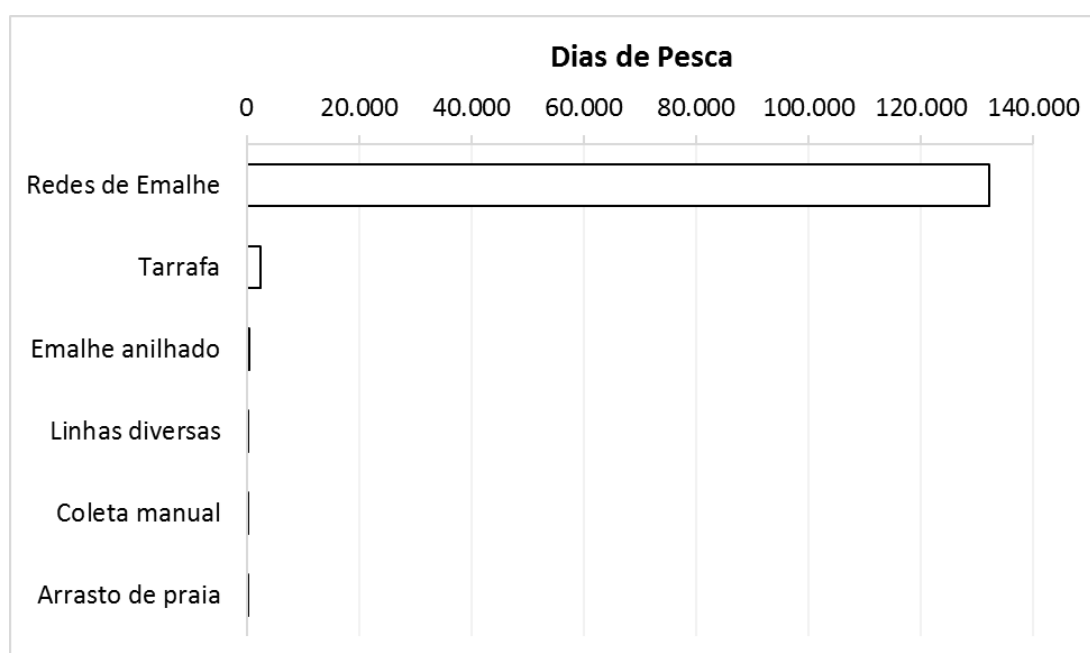 Dias de Pesca
0 20.000 40.000 60.000 80.000 100.000 120.000 140.000
Redes de Emalhe
Tarrafa
Emalhe anilhado
Linhas diversas
Coleta manual
Arrasto de praia